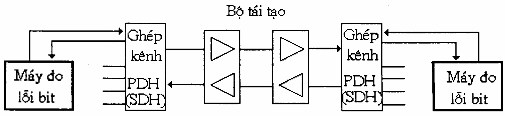 Bộ tái tạo
Ghép
kênh
PDH
(SDH)
Máy đo
lỗi bit
Ghép
kênh
PDH
(SDH)
Máy đo
lỗi bit